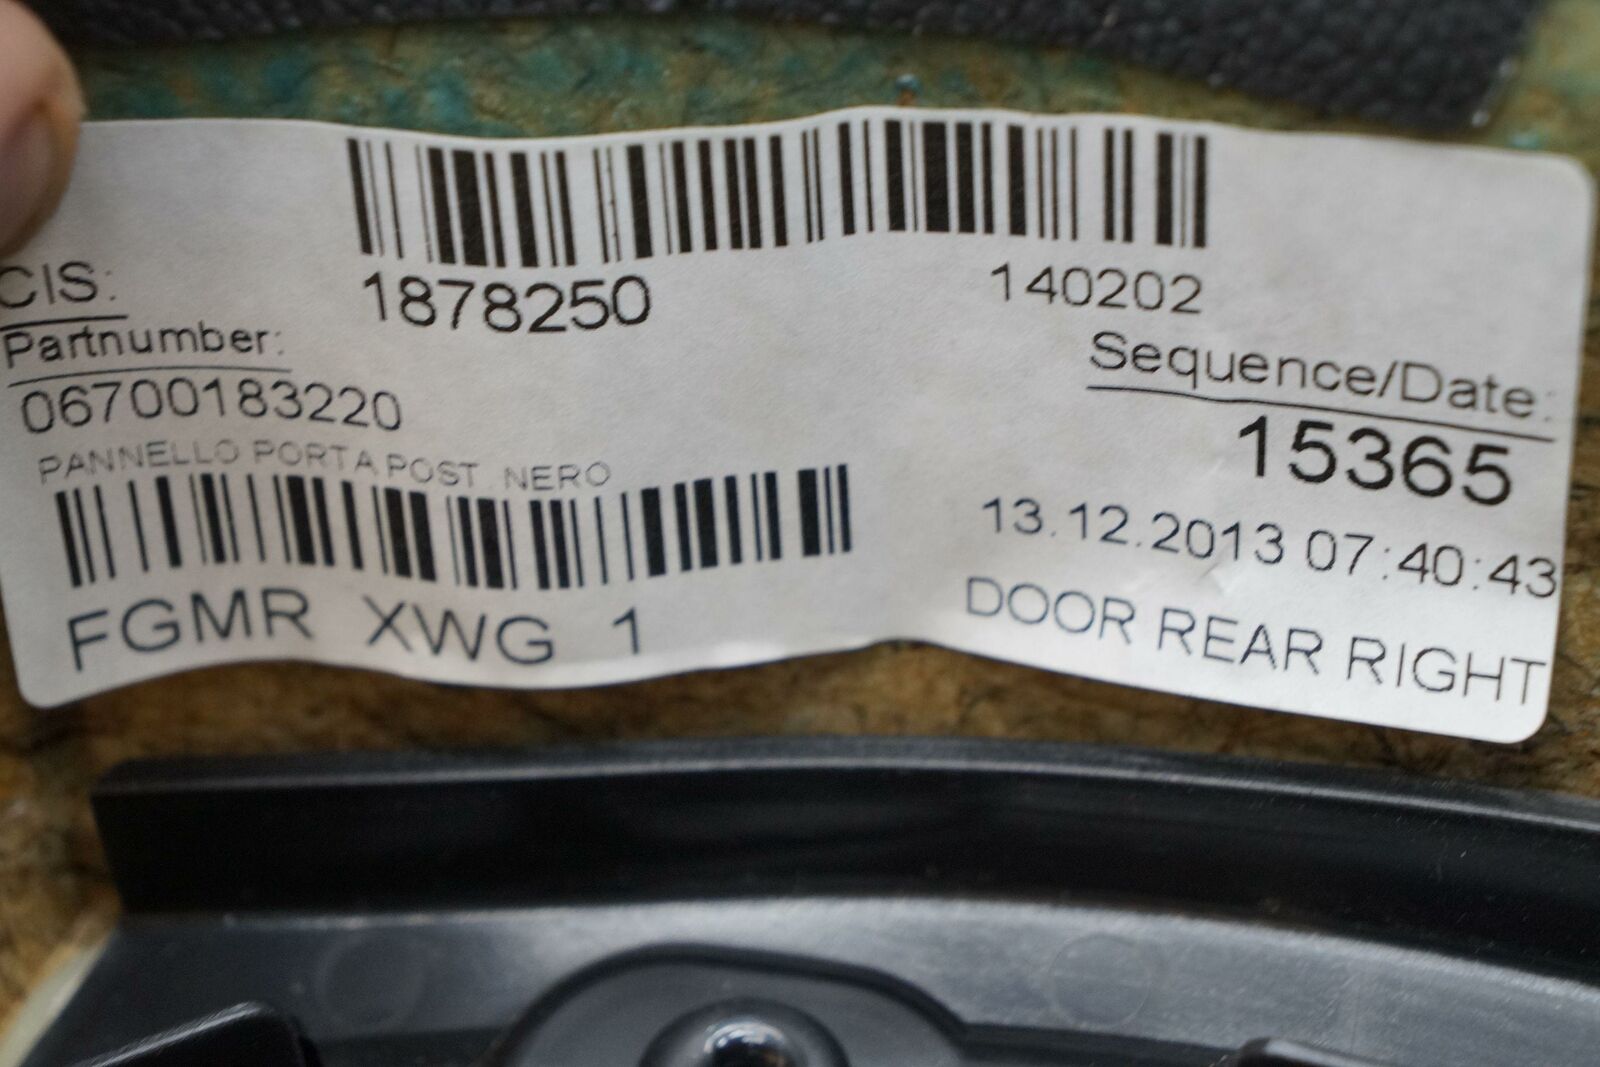 CIS: 1878250 140202
Partnumber: Sequence/Date:
06700183220 15365
PANNELLO PORTA POST. NERO
13.12.2013 07:40:43
FGMR XWG 1 DOOR REAR RIGHT